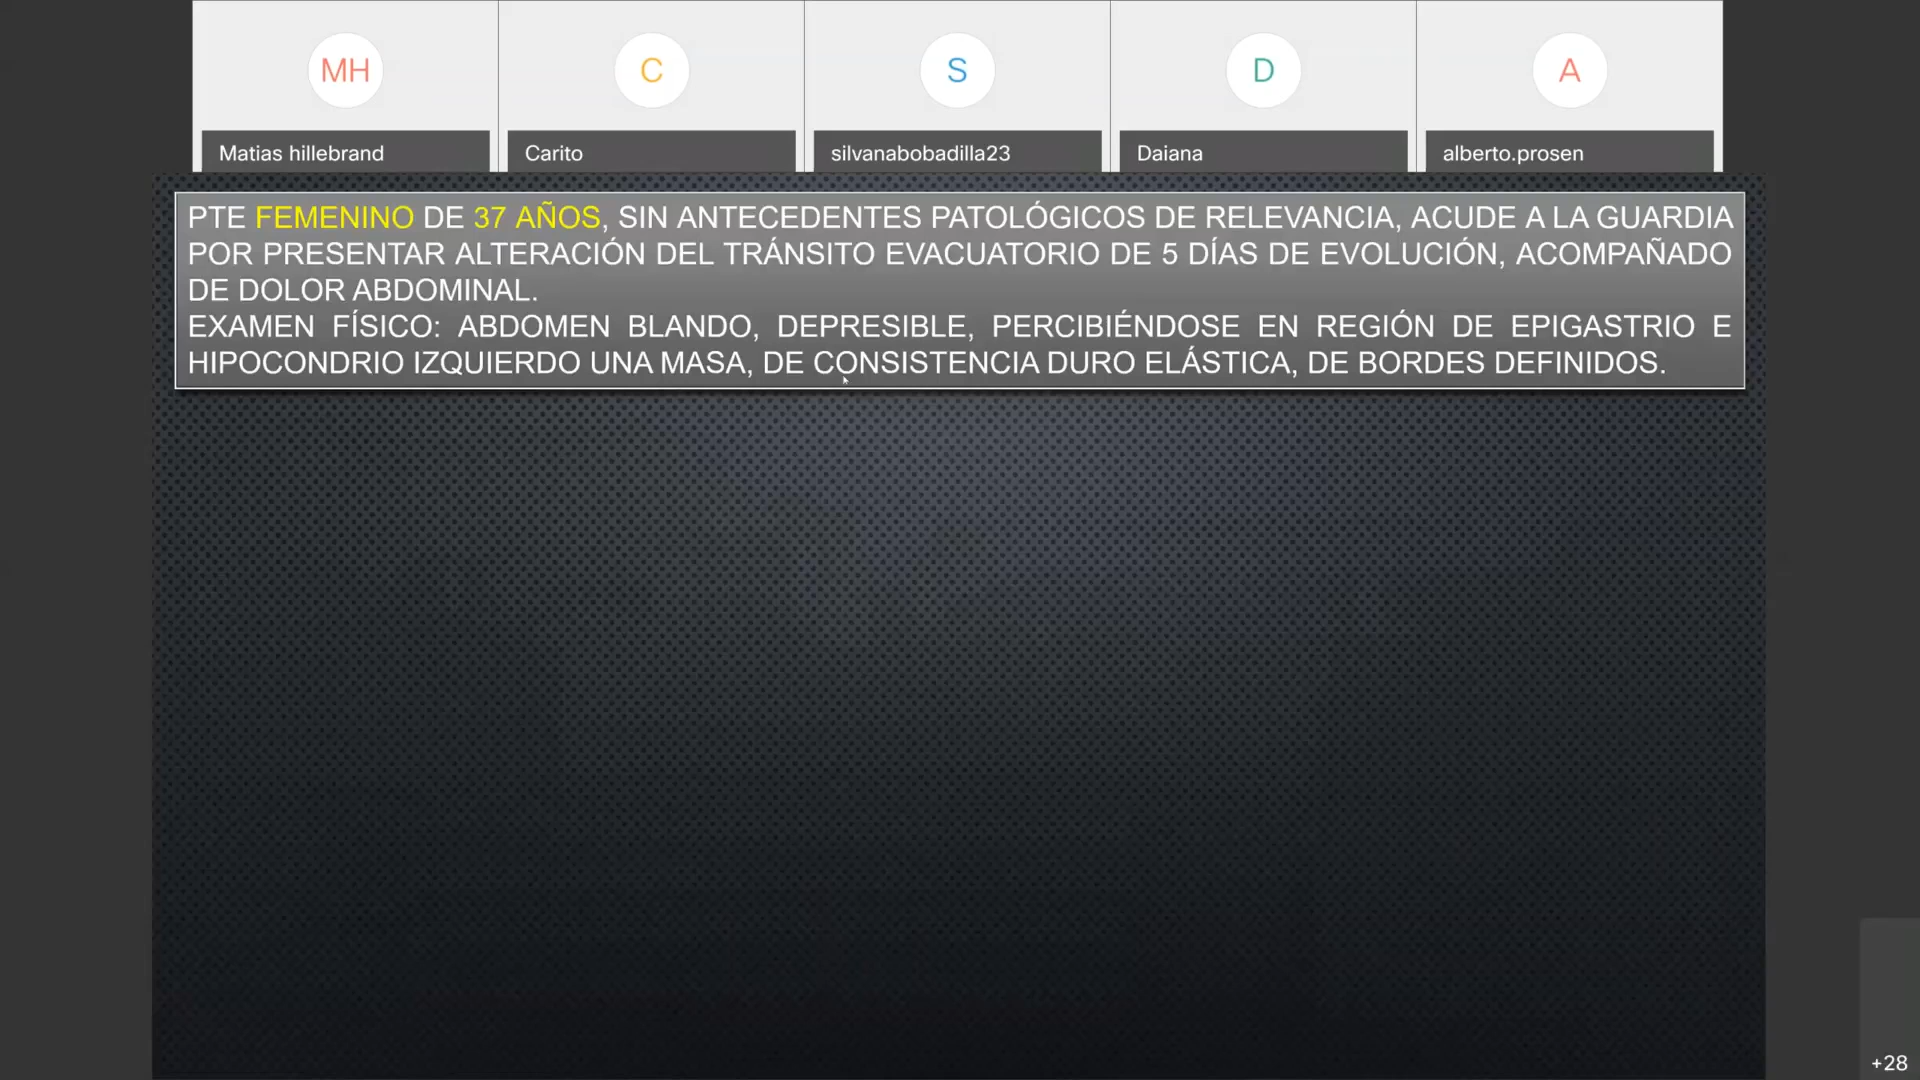 MH
C
S
D
A
Matias hillebrand
Carito
silvanabobadilla23
Daiana
alberto.prosen
PTE FEMENINO DE 37 AÑOS, SIN ANTECEDENTES PATOLÓGICOS DE RELEVANCIA, ACUDE A LA GUARDIA
POR PRESENTAR ALTERACIÓN DEL TRÁNSITO EVACUATORIO DE 5 DÍAS DE EVOLUCIÓN, ACOMPAÑADO
DE DOLOR ABDOMINAL.
EXAMEN FÍSICO: ABDOMEN BLANDO, DEPRESIBLE, PERCIBIÉNDOSE EN REGIÓN DE EPIGASTRIO E
HIPOCONDRIO IZQUIERDO UNA MASA, DE CONSISTENCIA DURO ELÁSTICA, DE BORDES DEFINIDOS.
+28